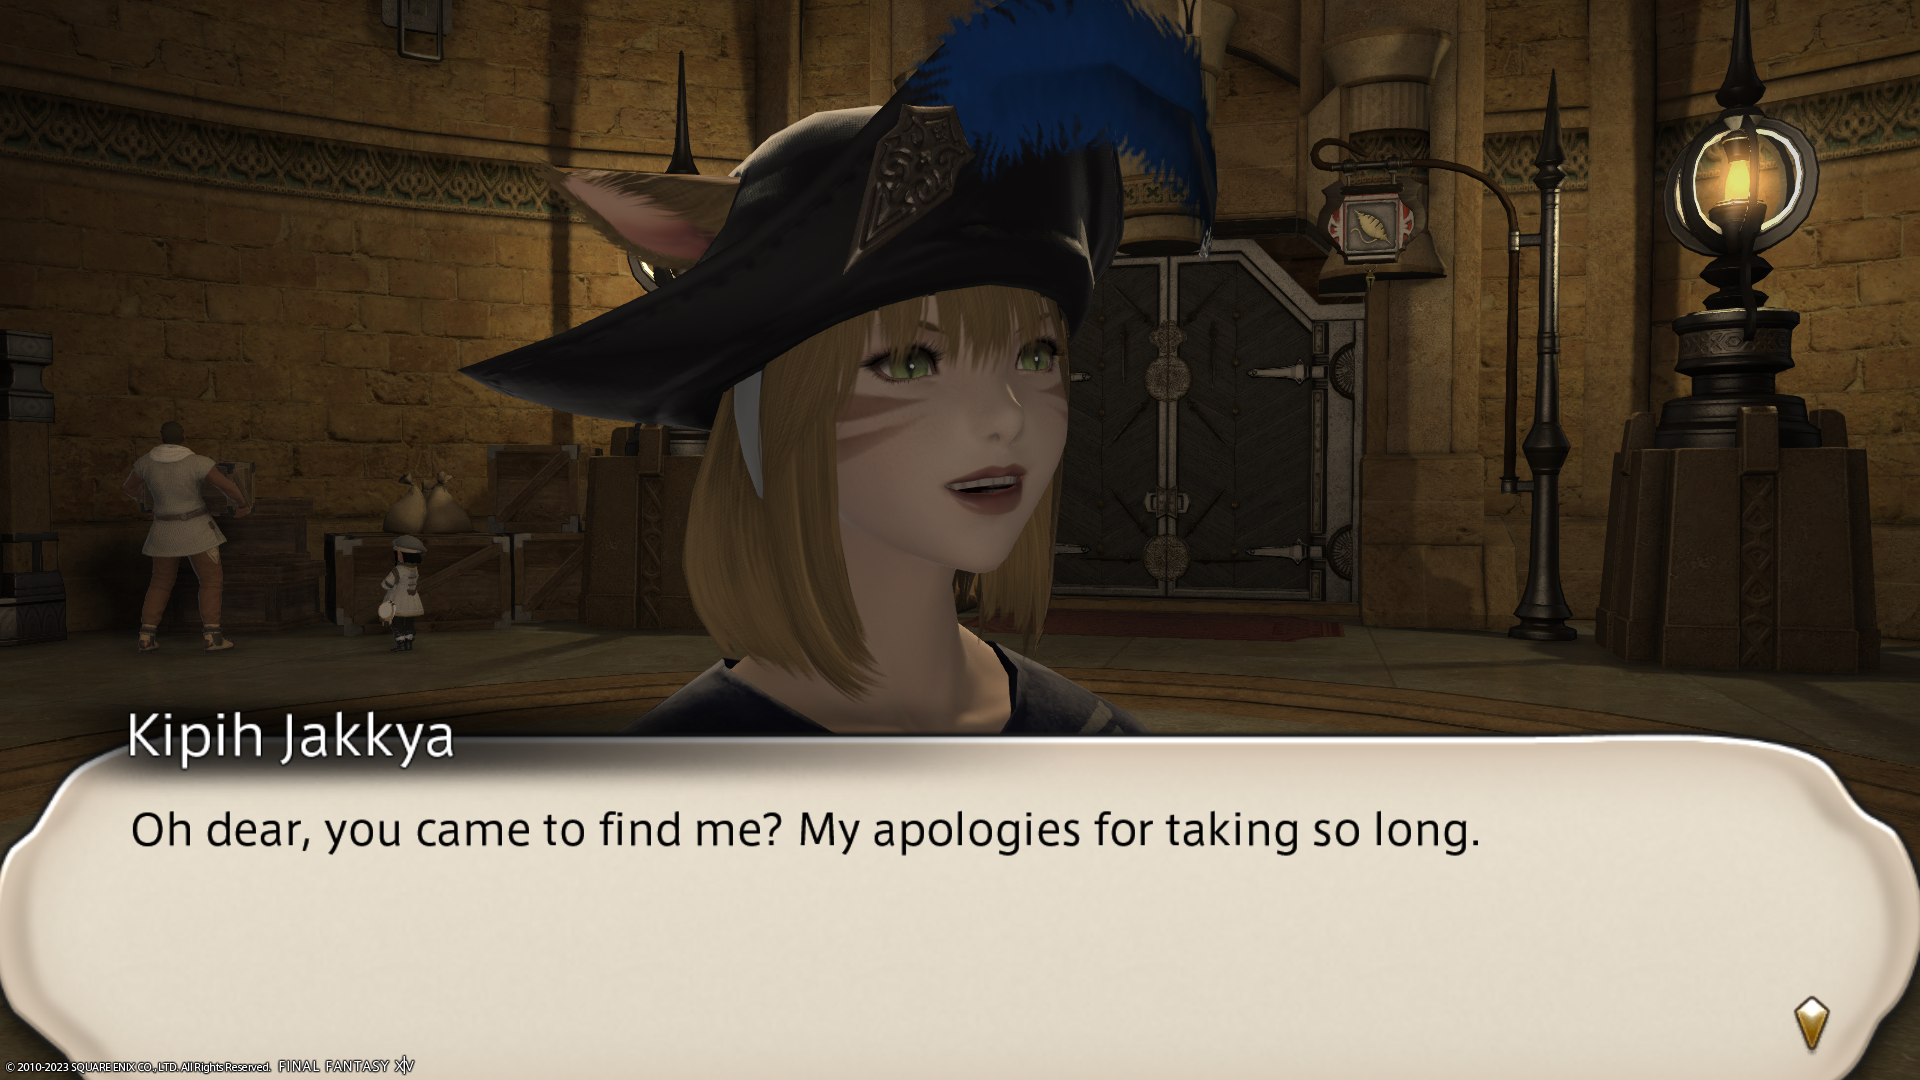 Kipih Jakkya
Oh dear, you came to find me? My apologies for taking so long.
© 2010-2023 SQUARE ENIX CO., LTD. All Rights Reserved. FINAL FANTASY XIV